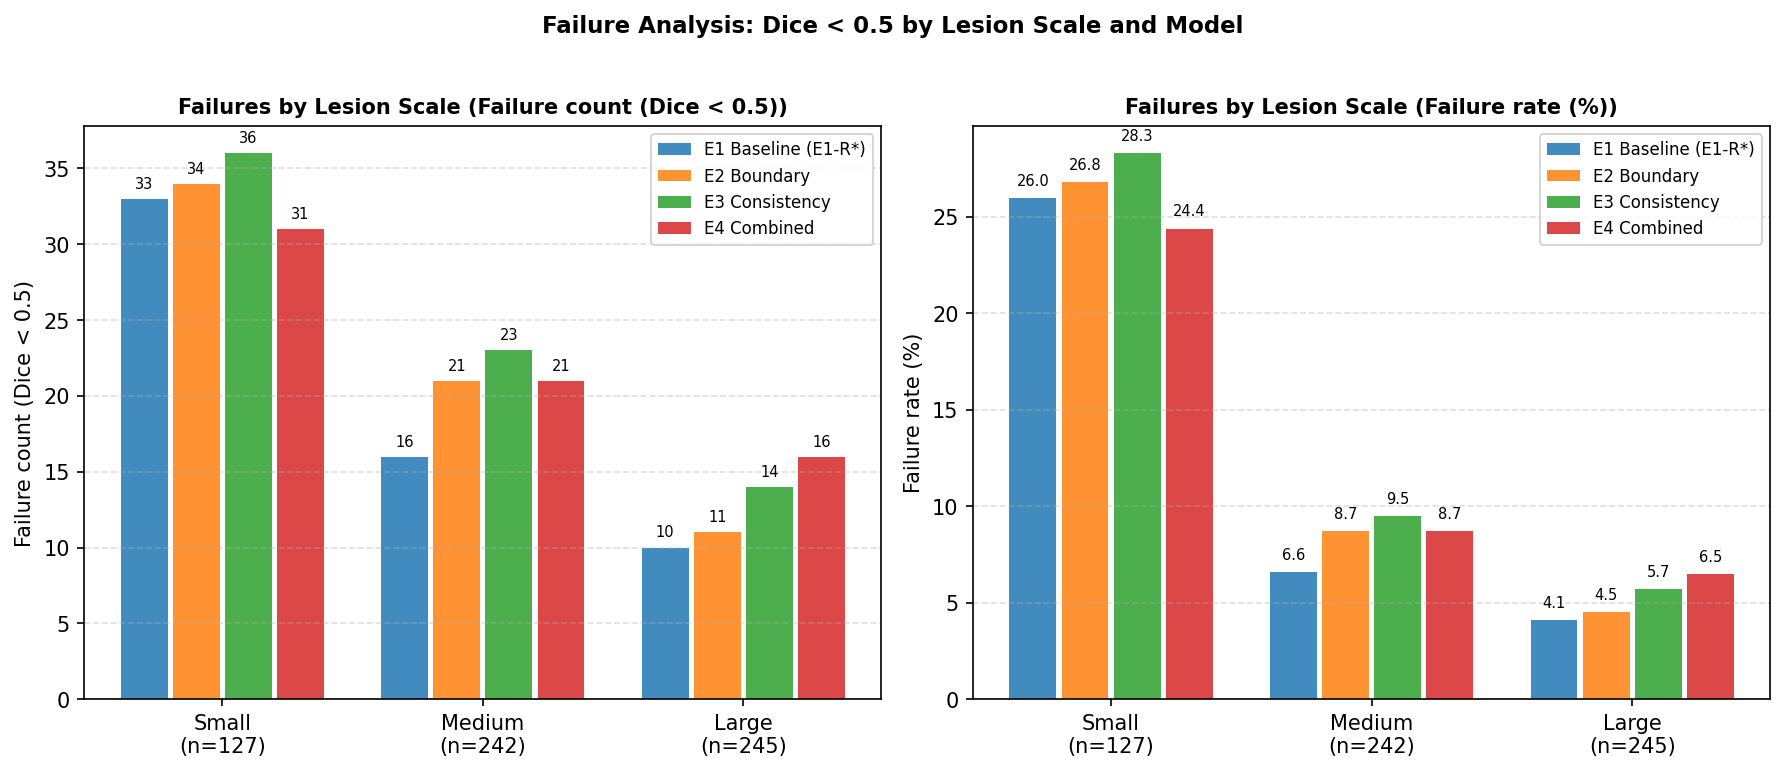 Failure Analysis: Dice < 0.5 by Lesion Scale and Model
Failures by Lesion Scale (Failure count (Dice < 0.5))
Failure count (Dice < 0.5)
35
30
25
20
15
10
5
0
33
34
36
31
16
21
23
21
10
11
14
16
E1 Baseline (E1-R*)
E2 Boundary
E3 Consistency
E4 Combined
Small
(n=127)
Medium
(n=242)
Large
(n=245)
Failures by Lesion Scale (Failure rate (%))
Failure rate (%)
25
20
15
10
5
0
26.0
26.8
28.3
24.4
6.6
8.7
9.5
8.7
4.1
4.5
5.7
6.5
E1 Baseline (E1-R*)
E2 Boundary
E3 Consistency
E4 Combined
Small
(n=127)
Medium
(n=242)
Large
(n=245)